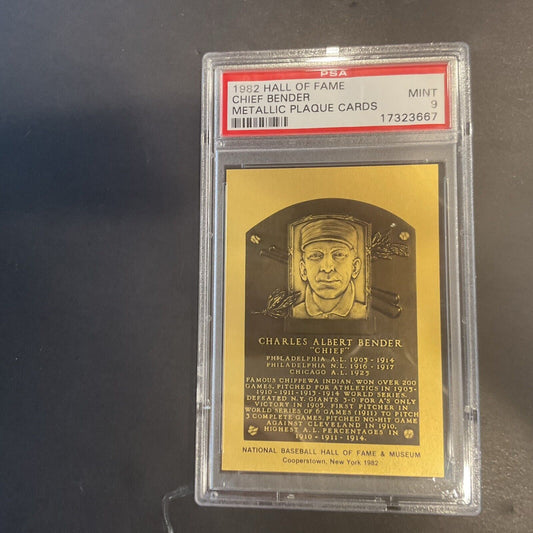 PSA
1982 HALL OF FAME
CHIEF BENDER
METALLIC PLAQUE CARDS
MINT
9
17323667
CHARLES ALBERT BENDER
"CHIEF"
PHILADELPHIA A.L. 1903-1914
PHILADELPHIA N.L. 1916-1917
CHICAGO A.L. 1925
FAMOUS CHIPPEWA INDIAN. WON OVER 200
GAMES. PITCHED FOR ATHLETICS IN 1905-
1910-1911-1913-1914 WORLD SERIES.
DEFEATED N.Y. GIANTS 3-0 FOR A'S ONLY
VICTORY IN 1905. FIRST PITCHER IN
WORLD SERIES OF 6 GAMES (1911) TO PITCH
3 COMPLETE GAMES. PITCHED NO-HIT GAME
AGAINST CLEVELAND IN 1910.
HIGHEST A.L. PERCENTAGES IN
1910-1911-1914.
NATIONAL BASEBALL HALL OF FAME & MUSEUM
Cooperstown, New York 1982